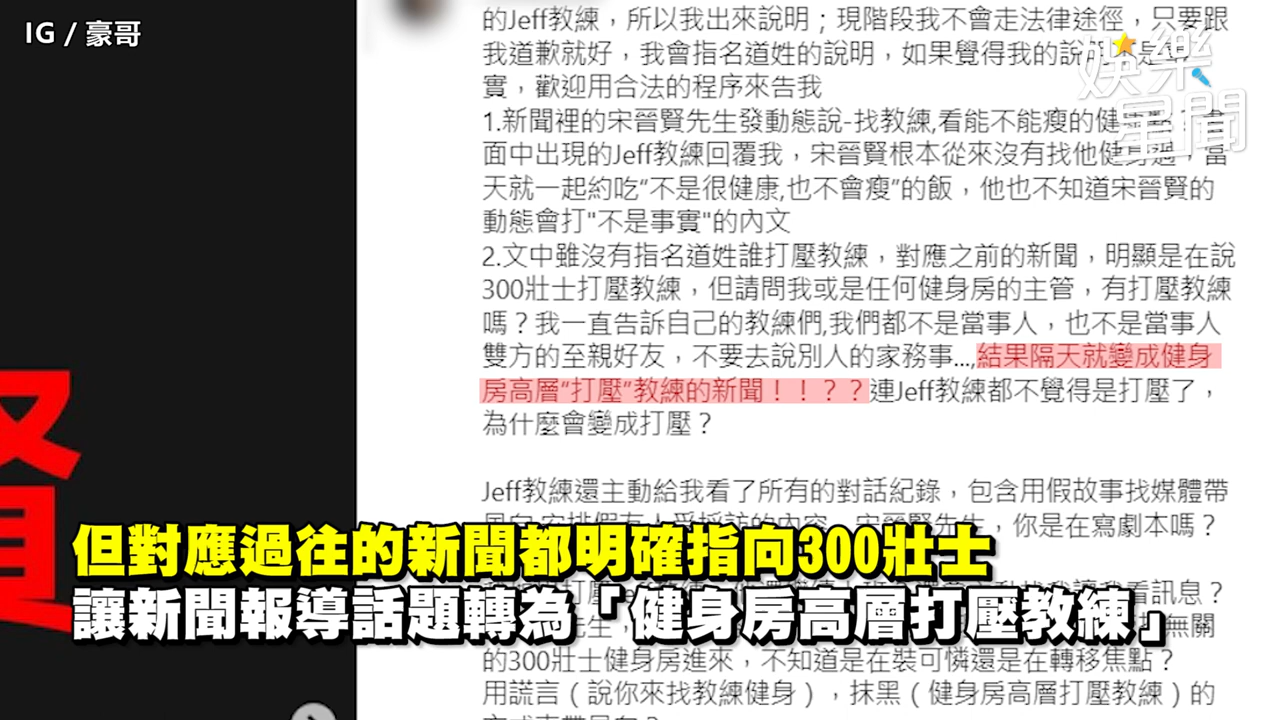 IG / 豪哥
娛樂星聞
的Jeff教練，所以我出來說明；現階段我不會走法律途徑，只要跟
我道歉就好，我會指名道姓的說明，如果覺得我的說明不是事
實，歡迎用合法的程序來告我
1.新聞裡的宋晉賢先生發動態說-找教練,看能不能瘦的健
面中出現的Jeff教練回覆我，宋晉賢根本從來沒有找他健身過，當
天就一起約吃“不是很健康,也不會瘦”的飯，他也不知道宋晉賢的
動態會打"不是事實"的內文
2.文中雖沒有指名道姓誰打壓教練，對應之前的新聞，明顯是在說
300壯士打壓教練，但請問我或是任何健身房的主管，有打壓教練
嗎？我一直告訴自己的教練們,我們都不是當事人，也不是當事人
雙方的至親好友，不要去說別人的家務事...,結果隔天就變成健身
房高層“打壓”教練的新聞！！？？連Jeff教練都不覺得是打壓了，
為什麼會變成打壓？
Jeff教練還主動給我看了所有的對話紀錄，包含用假故事找媒體帶
宋晉賢先生，你是在寫劇本嗎？
但對應過往的新聞都明確指向300壯士
看訊息？
讓新聞報導話題轉為「健身房高層打壓教練」
無關
的300壯士健身房進來，不知道是在裝可憐還是在轉移焦點？
用謊言（說你來找教練健身），抹黑（健身房高層打壓教練）的
賢